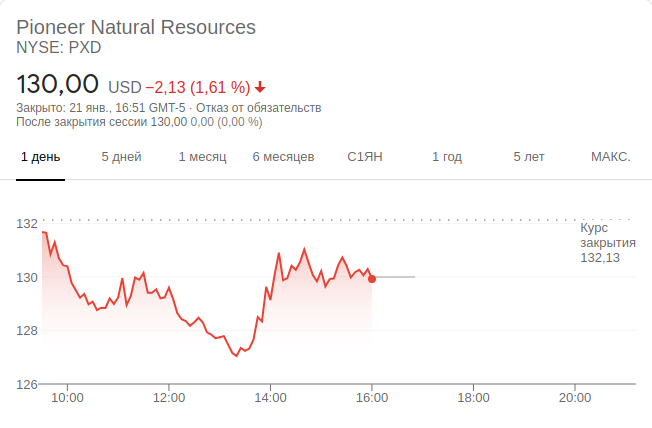 Pioneer Natural Resources
NYSE: PXD
130,00 USD −2,13 (1,61 %)
Закрыто: 21 янв., 16:51 GMT-5 · Отказ от обязательств
После закрытия сессии 130,00 0,00 (0,00 %)
1 день 5 дней 1 месяц 6 месяцев С1ЯН 1 год 5 лет МАКС.
132
Курс
закрытия
132,13
130
128
126
10:00 12:00 14:00 16:00 18:00 20:00